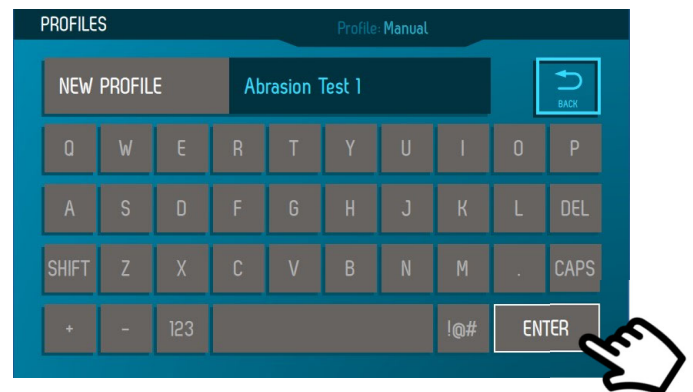 PROFILES Profile: Manual
NEW PROFILE Abrasion Test 1
BACK
Q W E R T Y U I O P
A S D F G H J K L DEL
SHIFT Z X C V B N M . CAPS
+ - 123 !@# ENTER